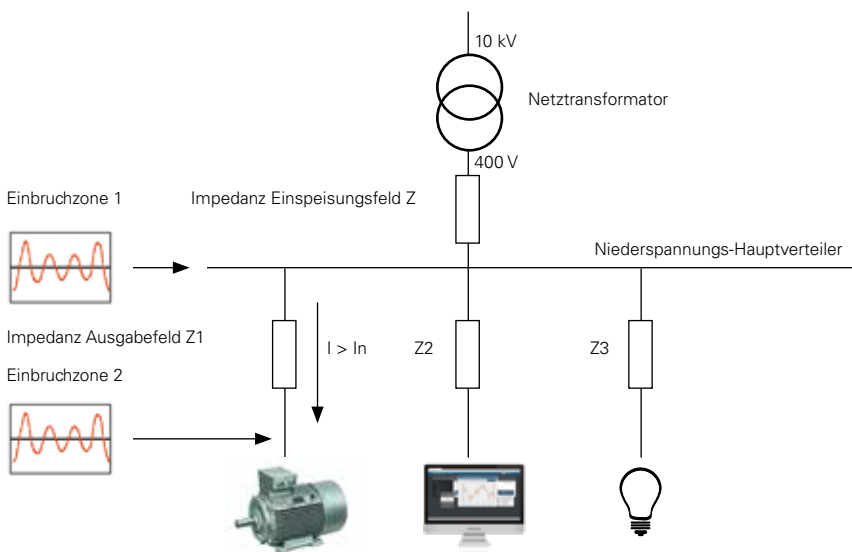 10 kV
Netztransformator
400 V
Einbruchzone 1
Impedanz Einspeisungsfeld Z
Niederspannungs-Hauptverteiler
Impedanz Ausgabefeld Z1
I > In
Z2
Z3
Einbruchzone 2